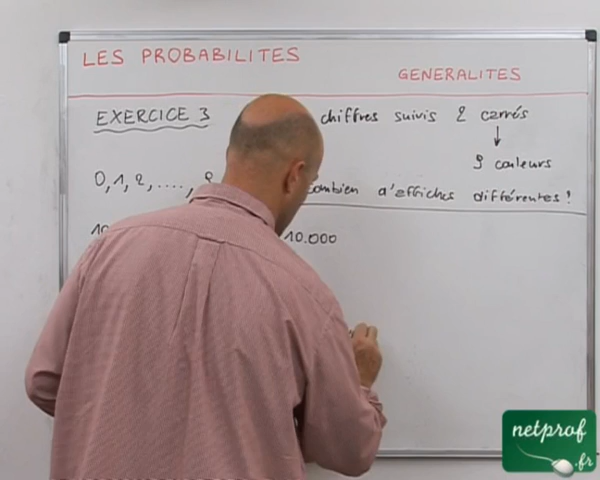 LES PROBABILITES
GENERALITES
EXERCICE 3 chiffres suivis 2 carrés
9 couleurs
0,1,2,....., combien d'affiches différentes?
10 10.000
netprof
.fr